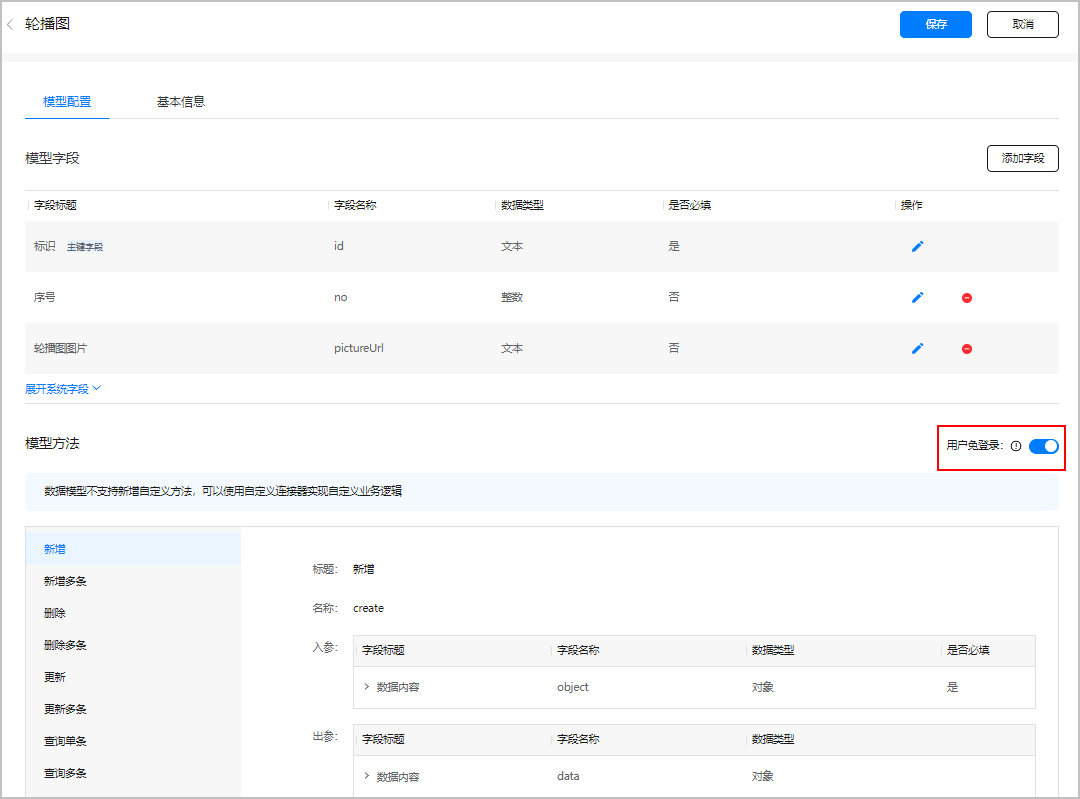 轮播图
保存 取消
模型配置 基本信息
模型字段 添加字段
字段标题 字段名称 数据类型 是否必填 操作
标识 主键字段 id 文本 是
序号 no 整数 否
轮播图图片 pictureUrl 文本 否
展开系统字段
模型方法 用户免登录:
数据模型不支持新增自定义方法，可以使用自定义连接器实现自定义业务逻辑
新增
新增多条
删除
删除多条
更新
更新多条
查询单条
查询多条
标题: 新增
名称: create
入参: 字段标题 字段名称 数据类型 是否必填
数据内容 object 对象 是
出参: 字段标题 字段名称 数据类型
数据内容 data 对象